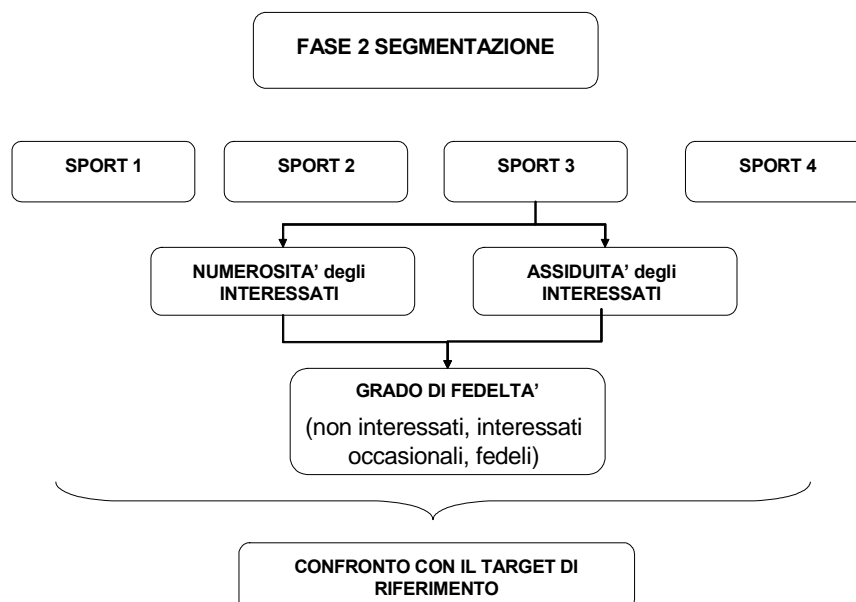 FASE 2 SEGMENTAZIONE
SPORT 1
SPORT 2
SPORT 3
SPORT 4
NUMEROSITA’ degli
INTERESSATI
ASSIDUITA’ degli
INTERESSATI
GRADO DI FEDELTA’
(non interessati, interessati
occasionali, fedeli)
CONFRONTO CON IL TARGET DI
RIFERIMENTO